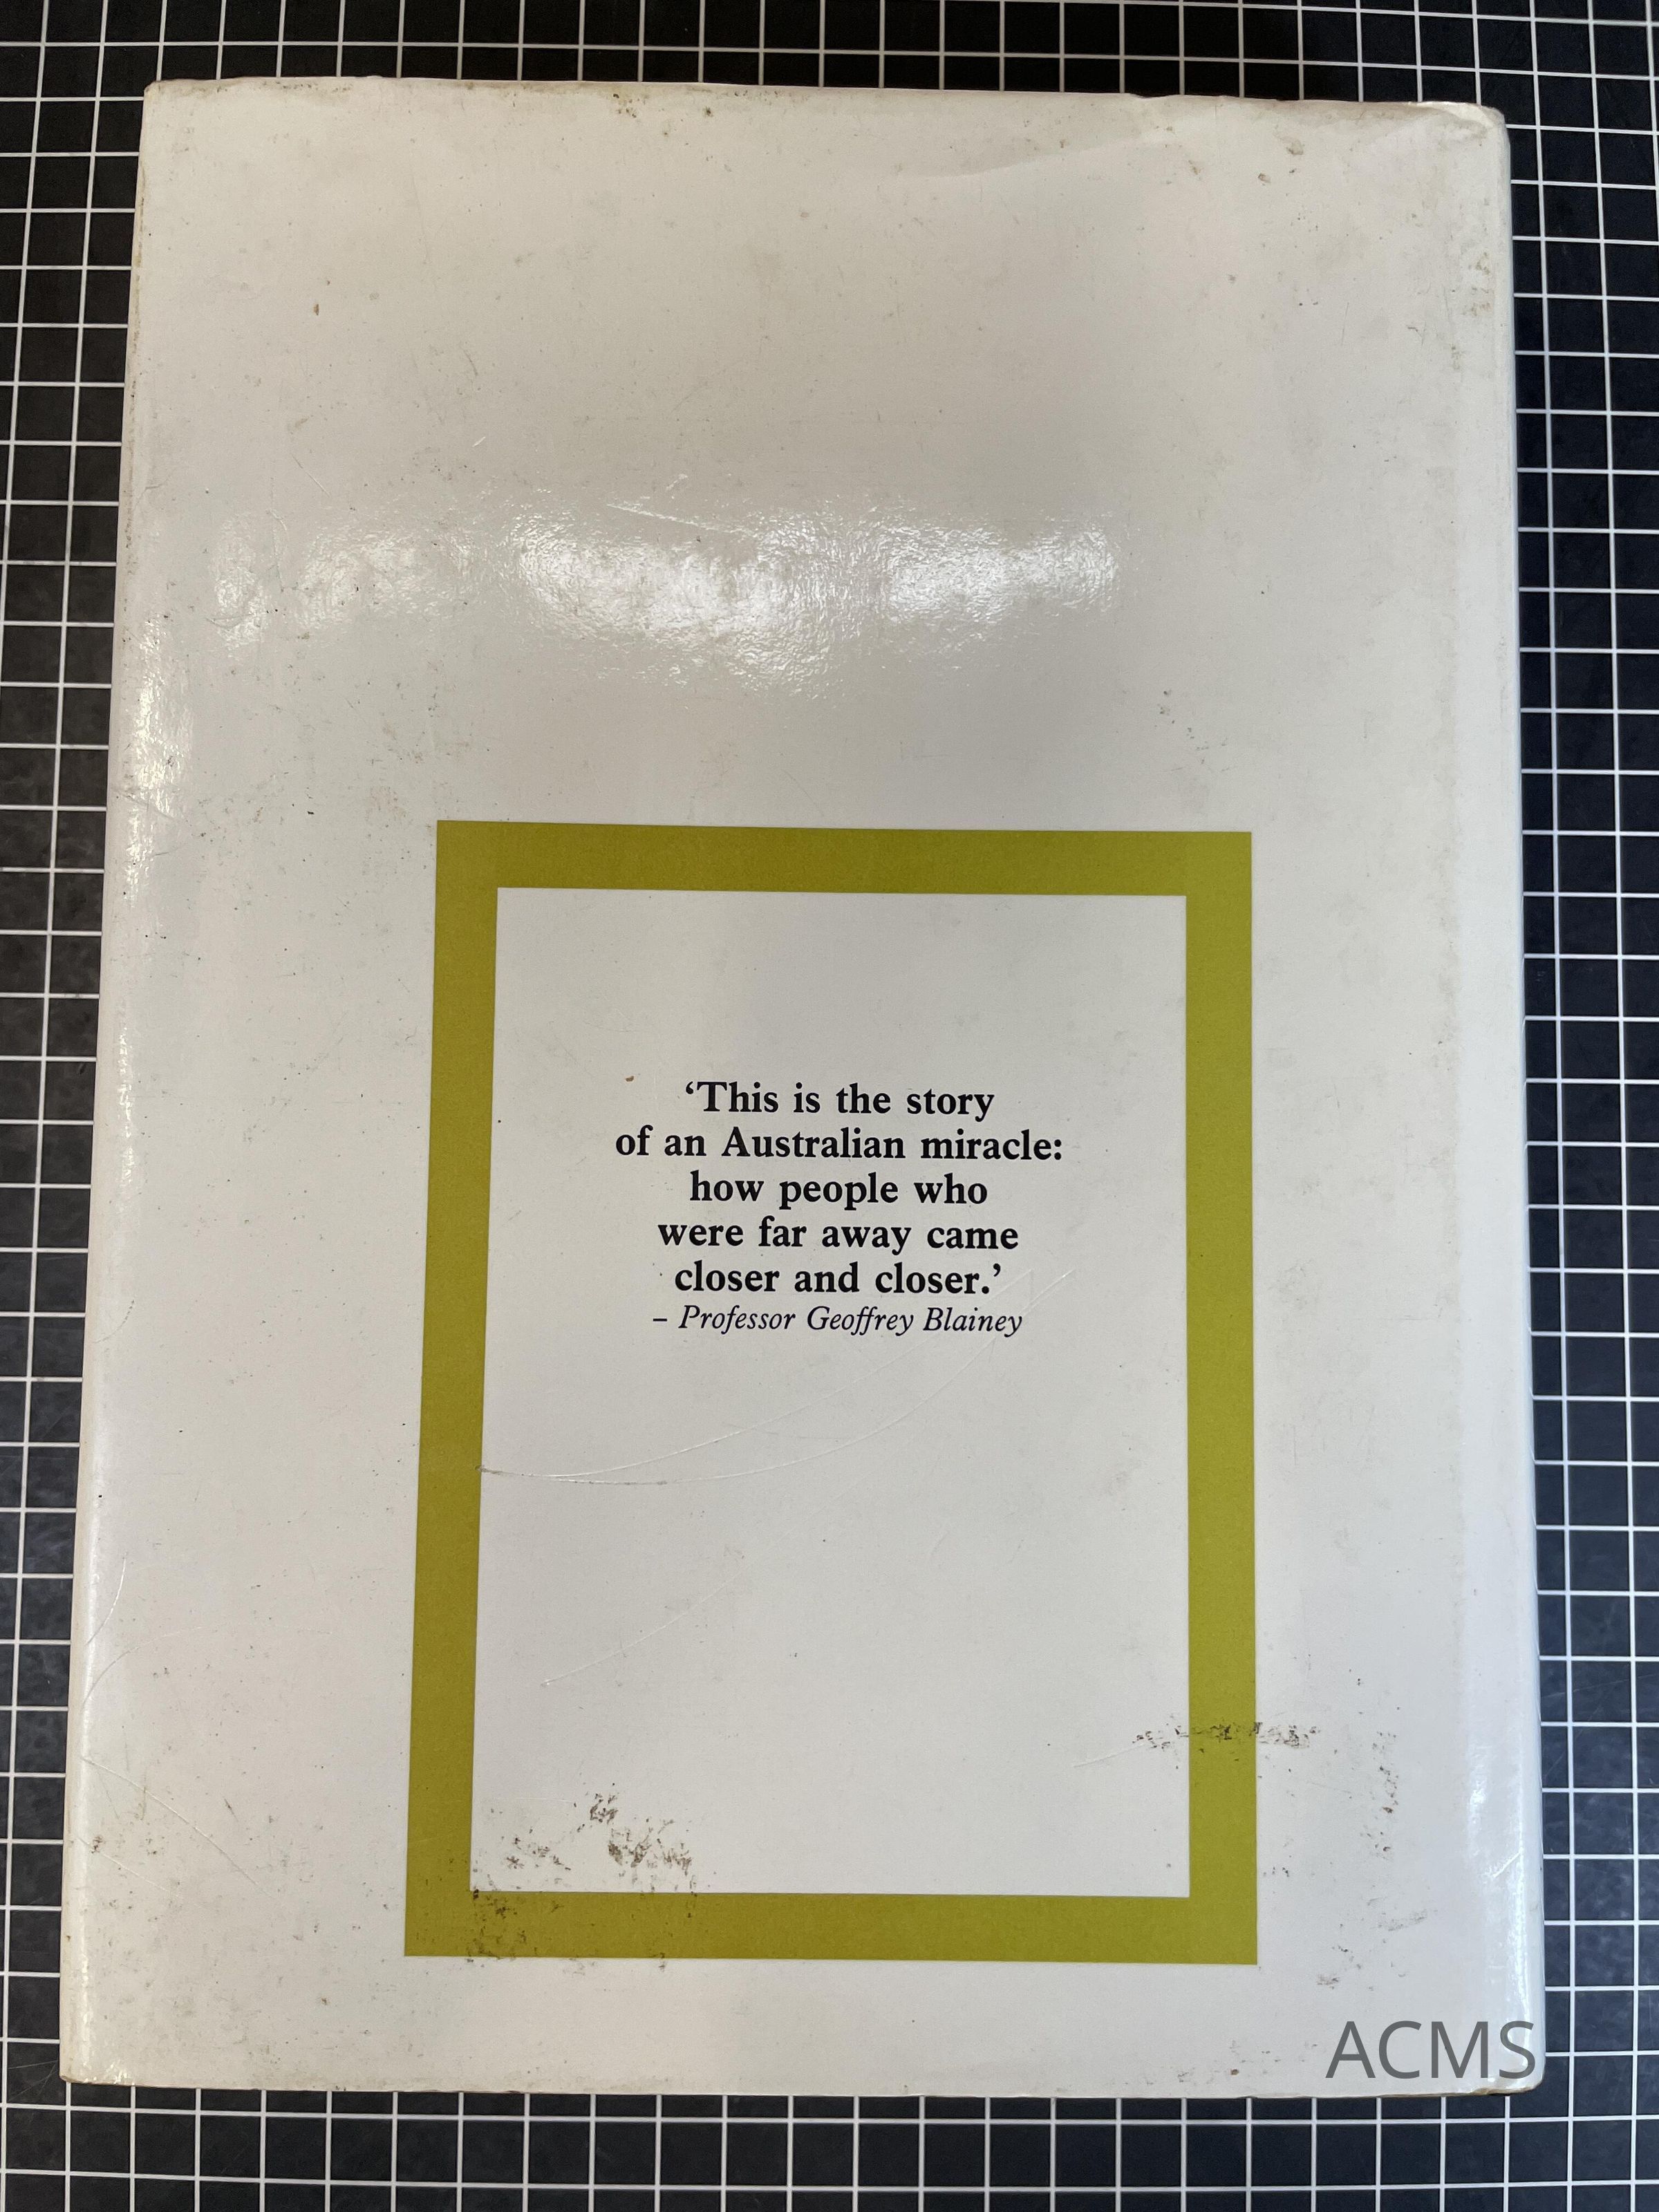 ‘This is the story
of an Australian miracle:
how people who
were far away came
closer and closer.’
– Professor Geoffrey Blainey
ACMS